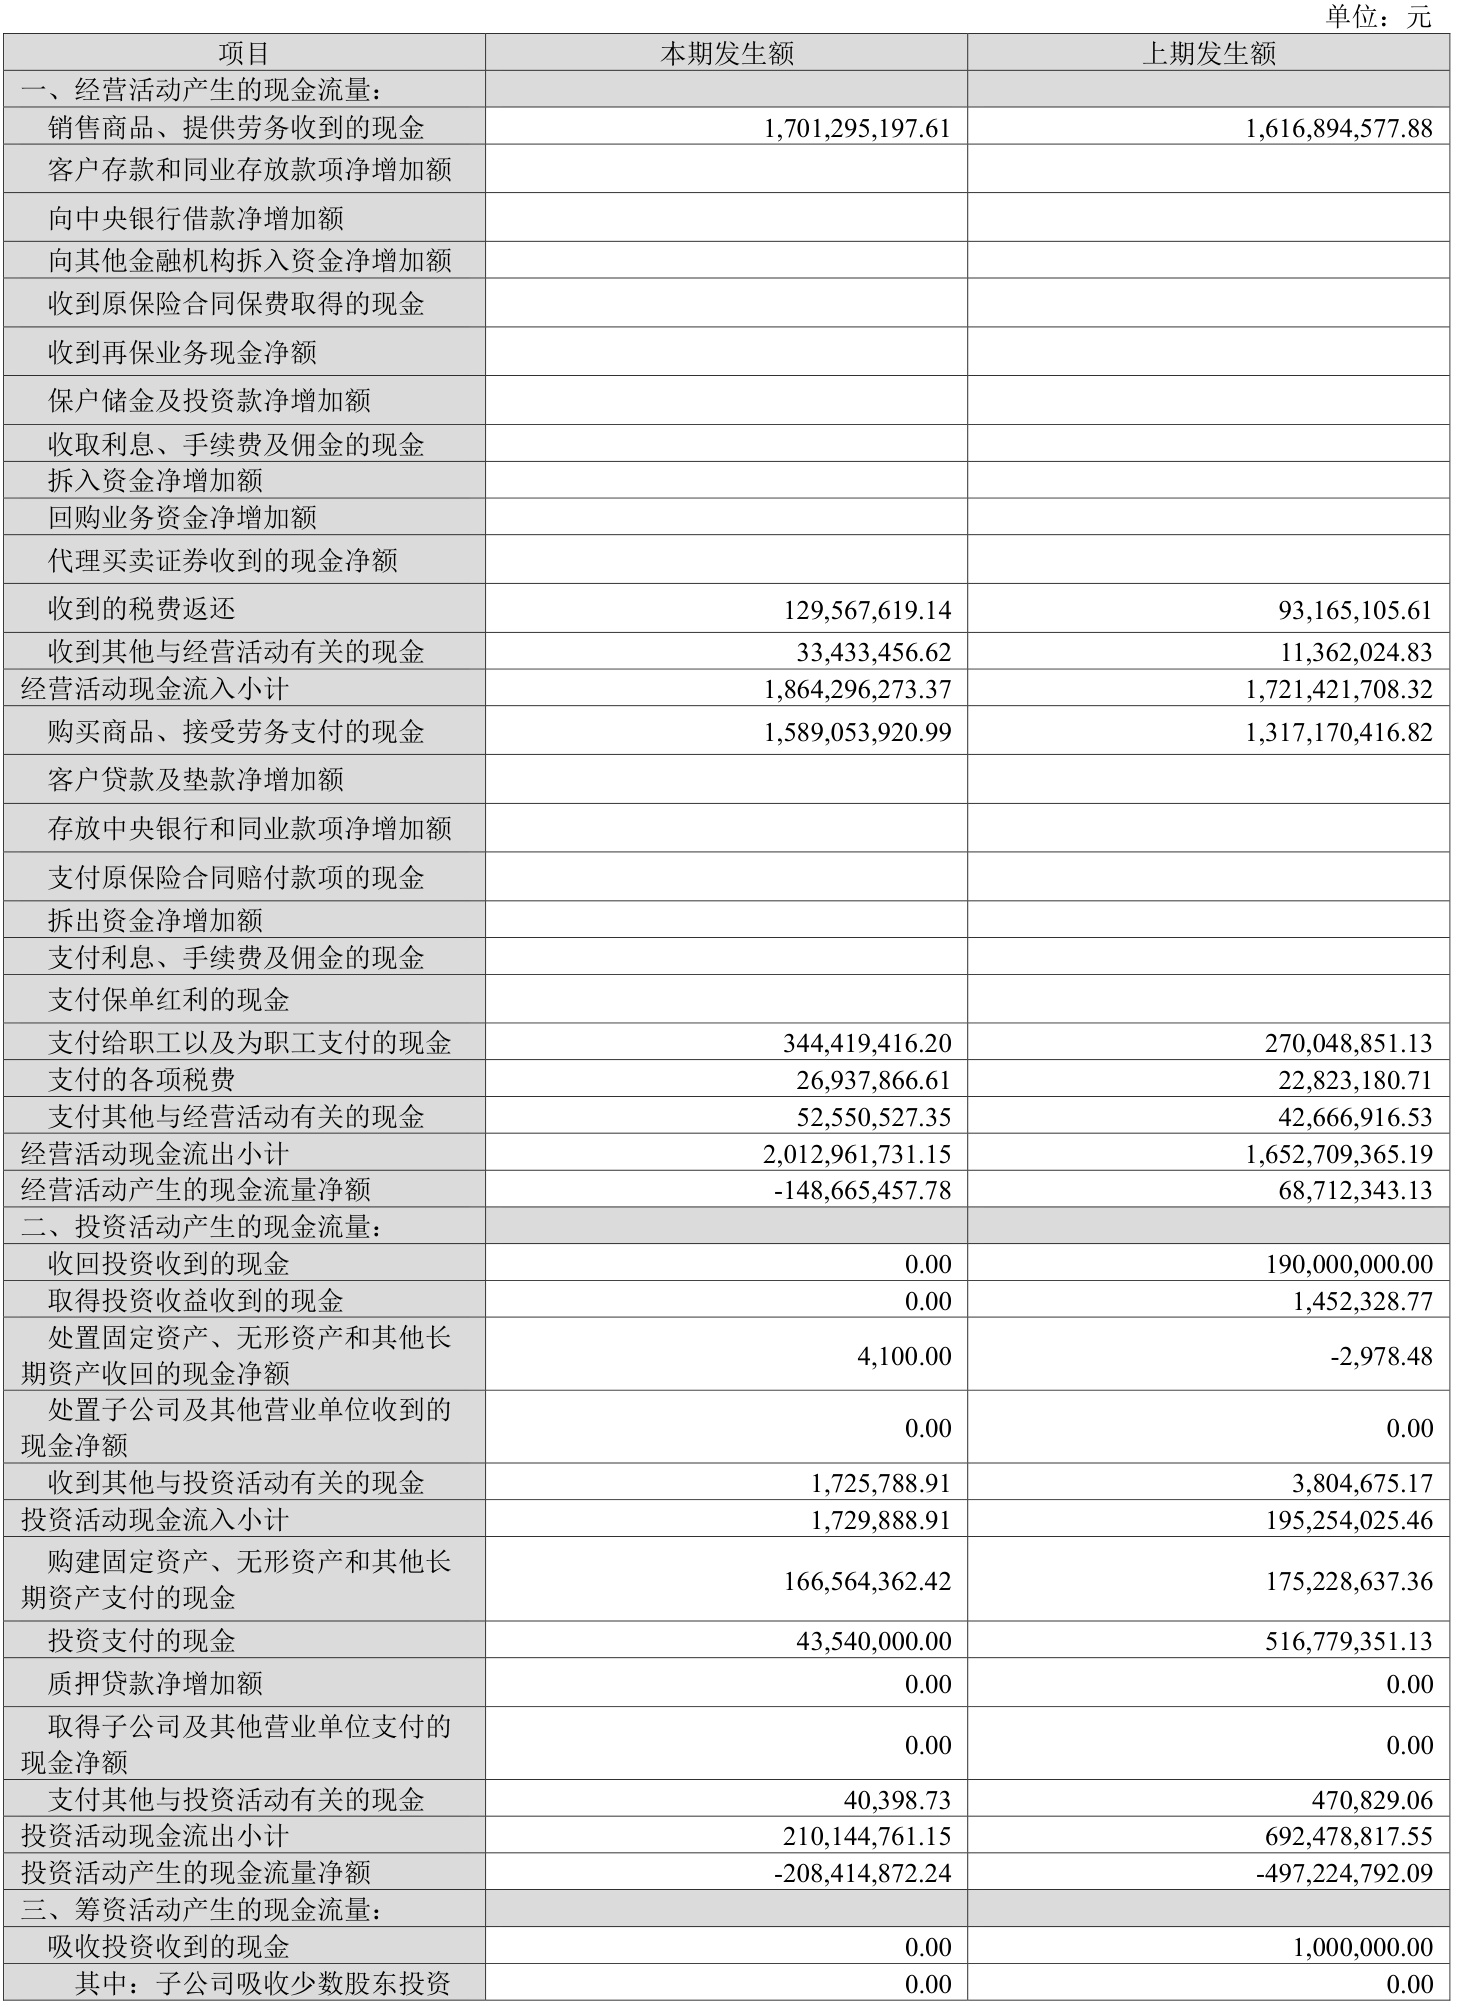 单位：元
项目 本期发生额 上期发生额
一、经营活动产生的现金流量：
销售商品、提供劳务收到的现金 1,701,295,197.61 1,616,894,577.88
客户存款和同业存放款项净增加额
向中央银行借款净增加额
向其他金融机构拆入资金净增加额
收到原保险合同保费取得的现金
收到再保业务现金净额
保户储金及投资款净增加额
收取利息、手续费及佣金的现金
拆入资金净增加额
回购业务资金净增加额
代理买卖证券收到的现金净额
收到的税费返还 129,567,619.14 93,165,105.61
收到其他与经营活动有关的现金 33,433,456.62 11,362,024.83
经营活动现金流入小计 1,864,296,273.37 1,721,421,708.32
购买商品、接受劳务支付的现金 1,589,053,920.99 1,317,170,416.82
客户贷款及垫款净增加额
存放中央银行和同业款项净增加额
支付原保险合同赔付款项的现金
拆出资金净增加额
支付利息、手续费及佣金的现金
支付保单红利的现金
支付给职工以及为职工支付的现金 344,419,416.20 270,048,851.13
支付的各项税费 26,937,866.61 22,823,180.71
支付其他与经营活动有关的现金 52,550,527.35 42,666,916.53
经营活动现金流出小计 2,012,961,731.15 1,652,709,365.19
经营活动产生的现金流量净额 -148,665,457.78 68,712,343.13
二、投资活动产生的现金流量：
收回投资收到的现金 0.00 190,000,000.00
取得投资收益收到的现金 0.00 1,452,328.77
处置固定资产、无形资产和其他长
期资产收回的现金净额 4,100.00 -2,978.48
处置子公司及其他营业单位收到的
现金净额 0.00 0.00
收到其他与投资活动有关的现金 1,725,788.91 3,804,675.17
投资活动现金流入小计 1,729,888.91 195,254,025.46
购建固定资产、无形资产和其他长
期资产支付的现金 166,564,362.42 175,228,637.36
投资支付的现金 43,540,000.00 516,779,351.13
质押贷款净增加额 0.00 0.00
取得子公司及其他营业单位支付的
现金净额 0.00 0.00
支付其他与投资活动有关的现金 40,398.73 470,829.06
投资活动现金流出小计 210,144,761.15 692,478,817.55
投资活动产生的现金流量净额 -208,414,872.24 -497,224,792.09
三、筹资活动产生的现金流量：
吸收投资收到的现金 0.00 1,000,000.00
其中：子公司吸收少数股东投资 0.00 0.00